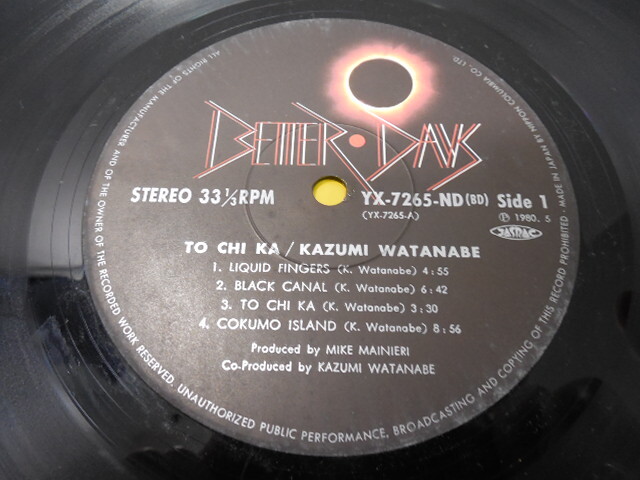 BETTER • DAYS
STEREO 33 1/3 RPM
YX-7265-ND(BD) Side 1
(YX-7265-A)
Ⓟ 1980. 5
JASRAC
TO CHI KA / KAZUMI WATANABE
1. LIQUID FINGERS (K. Watanabe) 4 : 55
2. BLACK CANAL (K. Watanabe) 6 : 42
3. TO CHI KA (K. Watanabe) 3 : 30
4. COKUMO ISLAND (K. Watanabe) 8 : 56
Produced by MIKE MAINIERI
Co-Produced by KAZUMI WATANABE
ALL RIGHTS OF THE MANUFACTURER AND OF THE OWNER OF THE RECORDED WORK RESERVED. UNAUTHORIZED PUBLIC PERFORMANCE, BROADCASTING AND COPYING OF THIS RECORD PROHIBITED · MADE IN JAPAN BY NIPPON COLUMBIA CO. LTD.